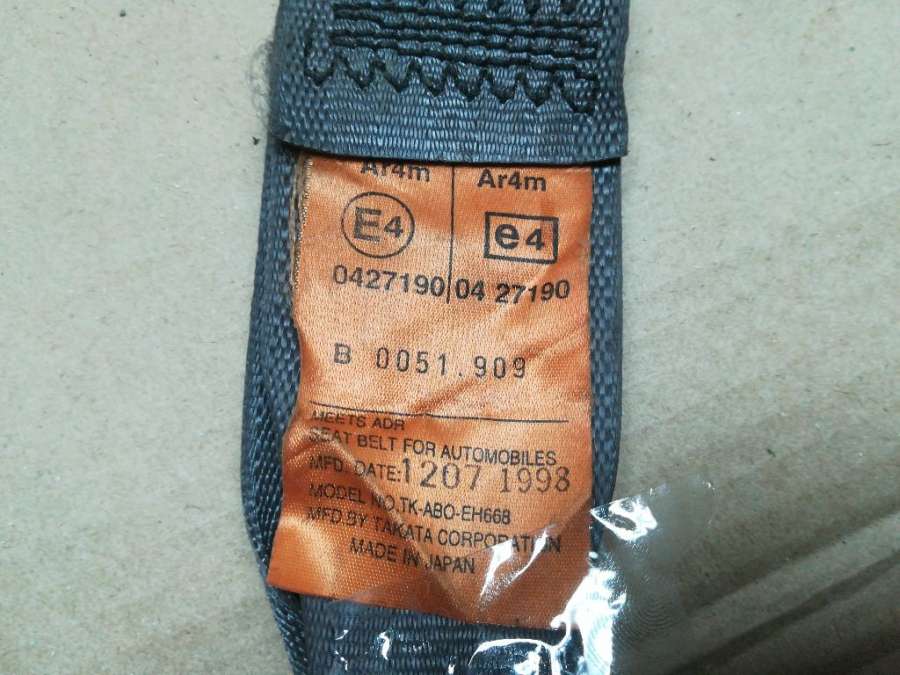 Ar4m Ar4m
E4 e4
0427190 04 27190
B 0051.909
MEETS ADR
SEAT BELT FOR AUTOMOBILES
MFD. DATE:1207 1998
MODEL NO.TK-ABO-EH668
MFD BY TAKATA CORPORATION
MADE IN JAPAN